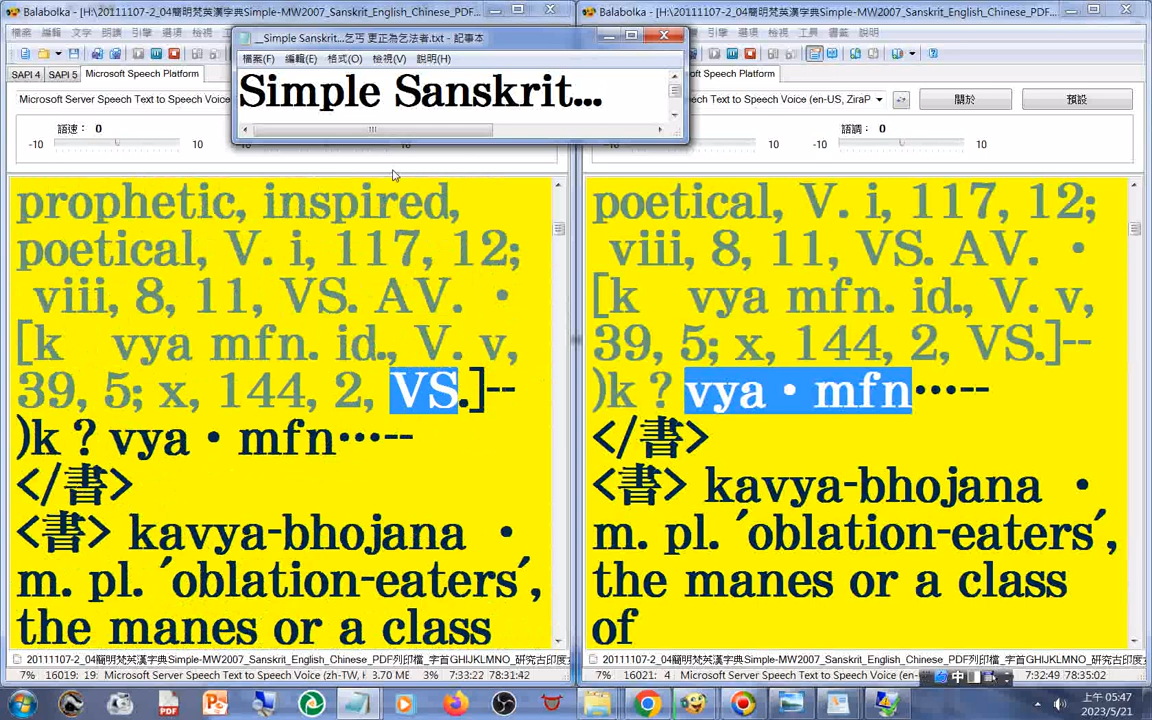 Balabolka - [H:\20111107-2_04簡明梵英漢字典Simple-MW2007_Sanskrit_English_Chinese_PDF...
Balabolka - [H:\20111107-2_04簡明梵英漢字典Simple-MW2007_Sanskrit_English_Chinese_PDF...
__Simple Sanskrit...乞丐 更正為乞法者.txt - 記事本
檔案(F) 編輯(E) 格式(O) 檢視(V) 說明(H)
Simple Sanskrit...
SAPI 4 SAPI 5 Microsoft Speech Platform
Microsoft Server Speech Text to Speech Voice
語速： 0
-10 10 10
ft Speech Platform
ech Text to Speech Voice (en-US, ZiraP
關於 預設
語調： 0
10 -10 10
prophetic, inspired,
poetical, V. i, 117, 12;
viii, 8, 11, VS. AV. •
[k vya mfn. id., V. v,
39, 5; x, 144, 2, VS.]--
)k ? vya • mfn…--
</書>
<書> kavya-bhojana •
m. pl. 'oblation-eaters',
the manes or a class
poetical, V. i, 117, 12;
viii, 8, 11, VS. AV. •
[k vya mfn. id., V. v,
39, 5; x, 144, 2, VS.]--
)k ? vya • mfn…--
</書>
<書> kavya-bhojana •
m. pl. 'oblation-eaters',
the manes or a class
of
20111107-2_04簡明梵英漢字典Simple-MW2007_Sanskrit_English_Chinese_PDF列印檔_字首GHIJKLMNO_研究古印度
20111107-2_04簡明梵英漢字典Simple-MW2007_Sanskrit_English_Chinese_PDF列印檔_字首GHIJKLMNO_研究古印度
7% 16019: 19: Microsoft Server Speech Text to Speech Voice (zh-TW, H 3.70 ME 3% 7:33:22 78:31:42
7% 16021: 4 Microsoft Server Speech Text to Speech Voice 7:32:49 78:35:02
中
PDF
上午 05:47
2023/5/21